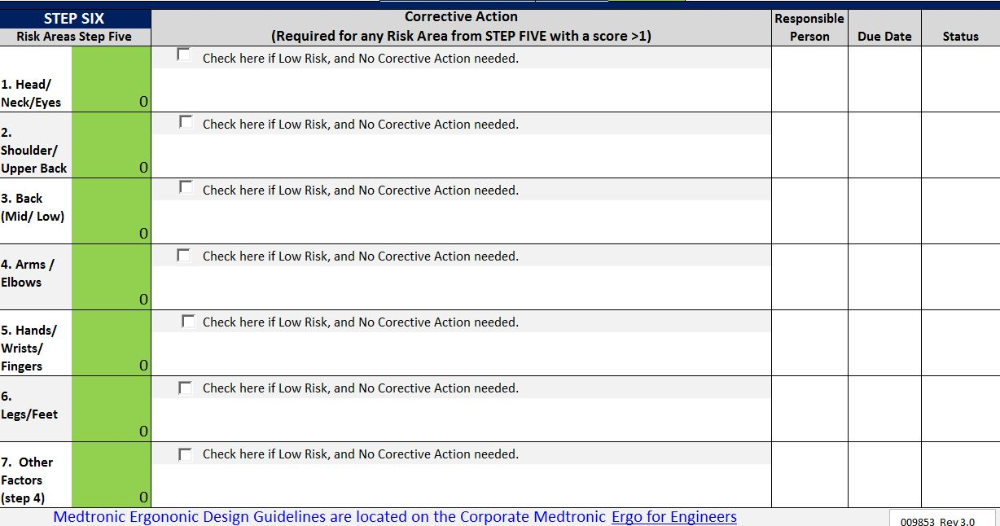 STEP SIX
Corrective Action
Responsible
Risk Areas Step Five
(Required for any Risk Area from STEP FIVE with a score >1)
Person
Due Date
Status
Check here if Low Risk, and No Corective Action needed.
1. Head/
Neck/Eyes
0
Check here if Low Risk, and No Corective Action needed.
2.
Shoulder/
Upper Back
0
Check here if Low Risk, and No Corective Action needed.
3. Back
(Mid/ Low)
0
Check here if Low Risk, and No Corective Action needed.
4. Arms /
Elbows
0
Check here if Low Risk, and No Corective Action needed.
5. Hands/
Wrists/
Fingers
0
Check here if Low Risk, and No Corective Action needed.
6.
Legs/Feet
0
Check here if Low Risk, and No Corective Action needed.
7. Other
Factors
(step 4)
0
Medtronic Ergononic Design Guidelines are located on the Corporate Medtronic Ergo for Engineers
009853 Rev 3.0